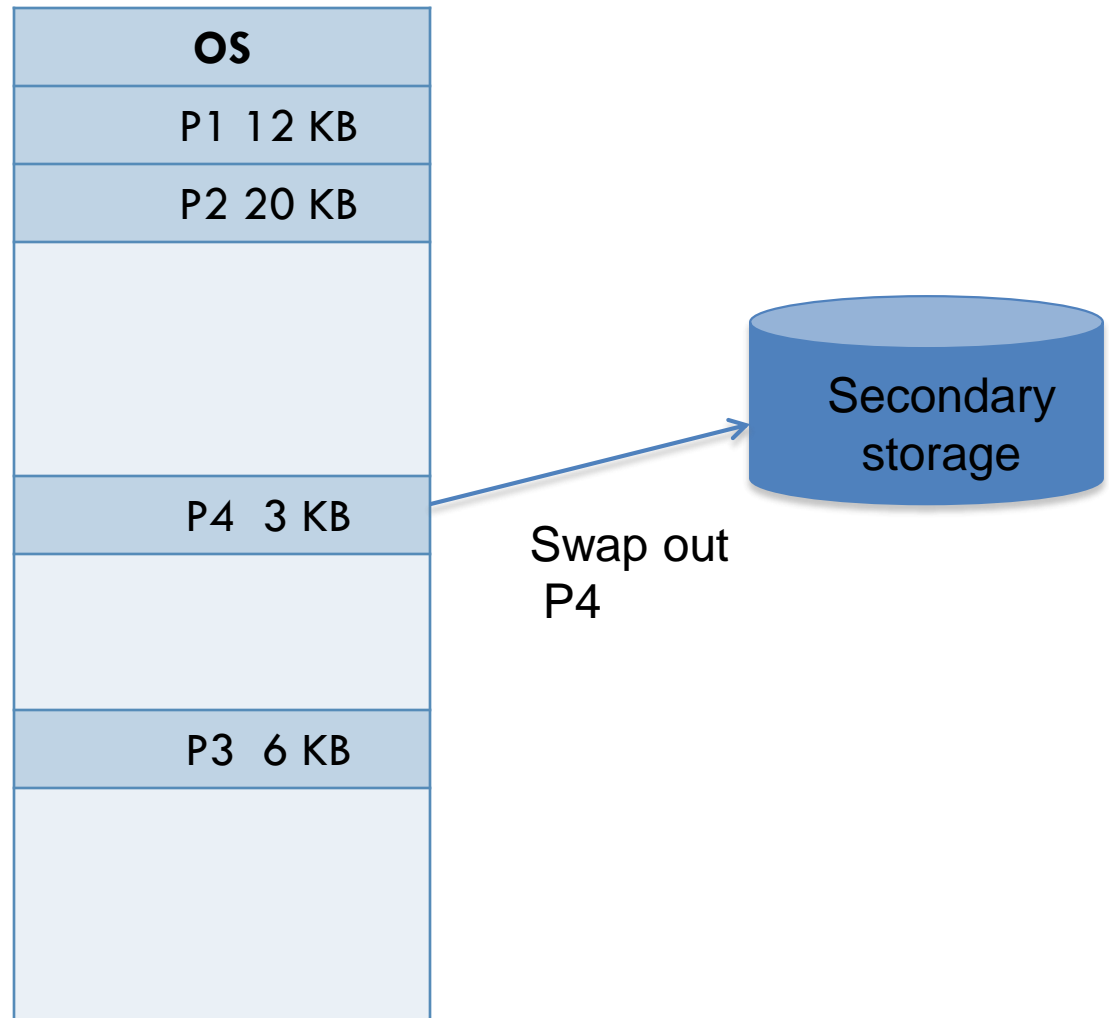 OS
P1 12 KB
P2 20 KB
P4 3 KB
P3 6 KB
Secondary
storage
Swap out
P4